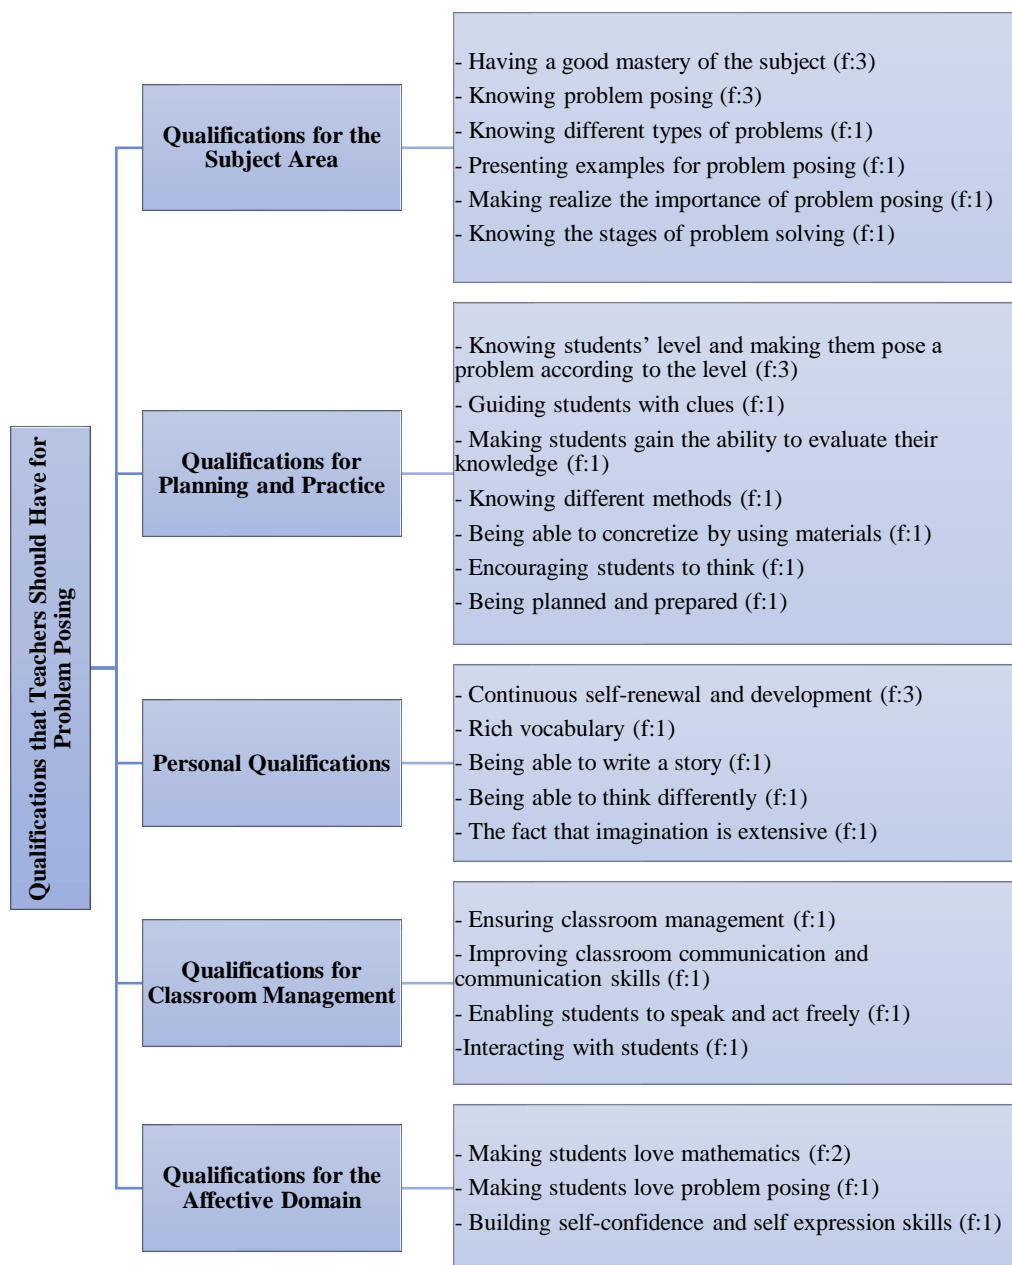 Qualifications that Teachers Should Have for
Problem Posing
Qualifications for the
Subject Area
- Having a good mastery of the subject (f:3)
- Knowing problem posing (f:3)
- Knowing different types of problems (f:1)
- Presenting examples for problem posing (f:1)
- Making realize the importance of problem posing (f:1)
- Knowing the stages of problem solving (f:1)
Qualifications for
Planning and Practice
- Knowing students’ level and making them pose a
problem according to the level (f:3)
- Guiding students with clues (f:1)
- Making students gain the ability to evaluate their
knowledge (f:1)
- Knowing different methods (f:1)
- Being able to concretize by using materials (f:1)
- Encouraging students to think (f:1)
- Being planned and prepared (f:1)
Personal Qualifications
- Continuous self-renewal and development (f:3)
- Rich vocabulary (f:1)
- Being able to write a story (f:1)
- Being able to think differently (f:1)
- The fact that imagination is extensive (f:1)
Qualifications for
Classroom Management
- Ensuring classroom management (f:1)
- Improving classroom communication and
communication skills (f:1)
- Enabling students to speak and act freely (f:1)
-Interacting with students (f:1)
Qualifications for the
Affective Domain
- Making students love mathematics (f:2)
- Making students love problem posing (f:1)
- Building self-confidence and self expression skills (f:1)